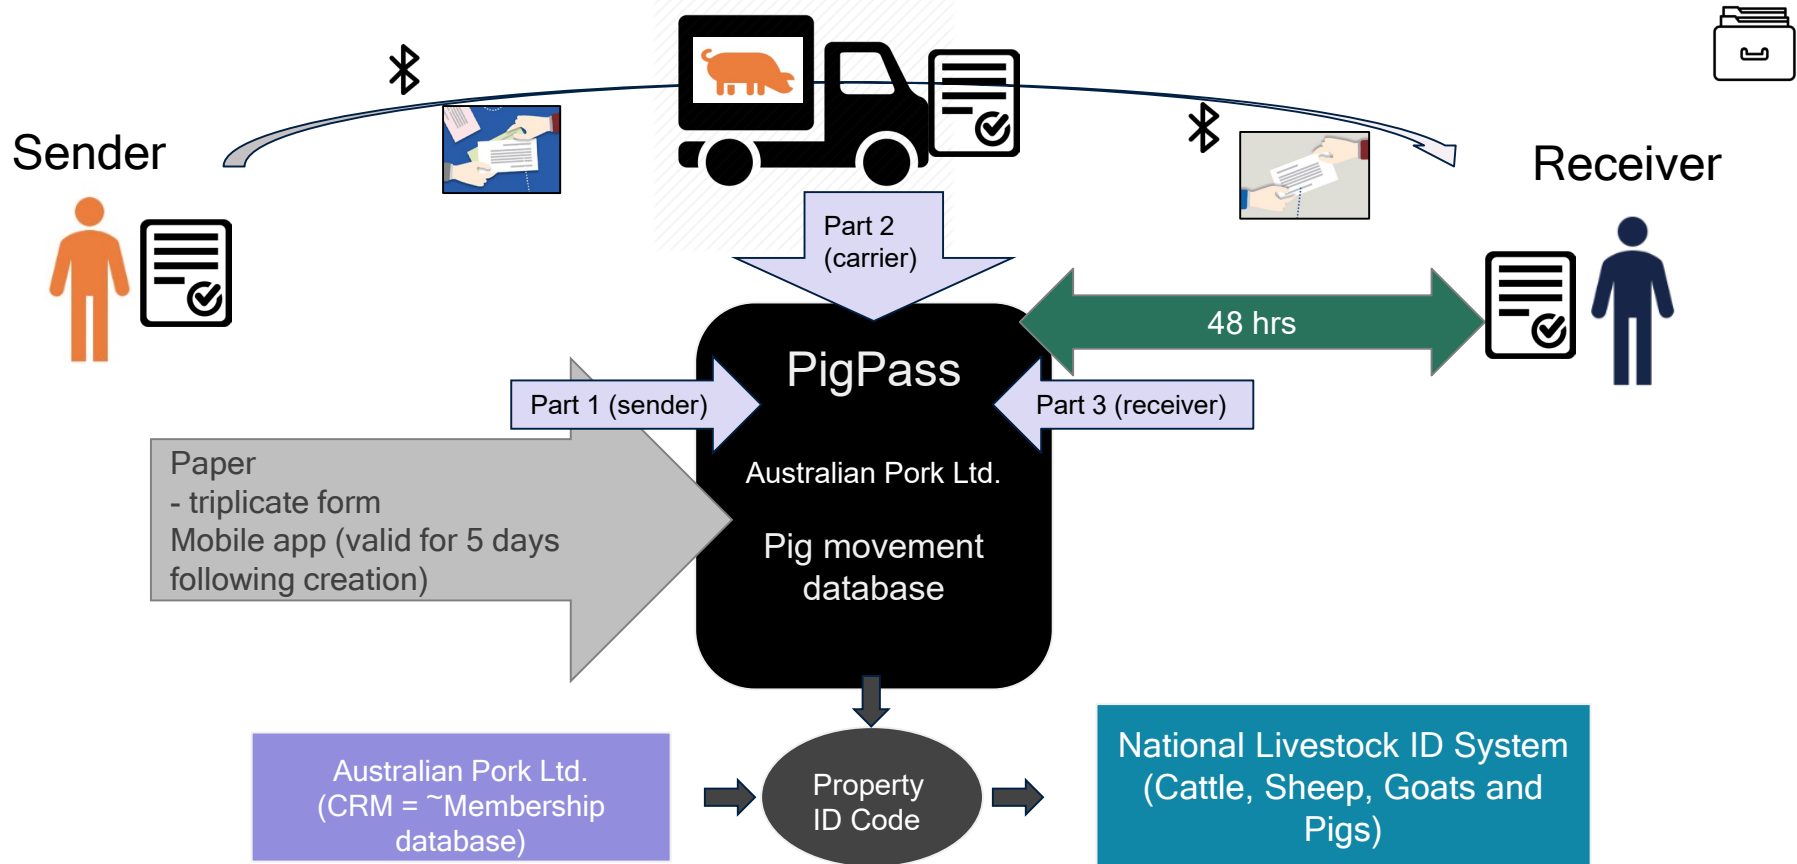 Sender
Receiver
Part 2
(carrier)
48 hrs
PigPass
Part 1 (sender)
Part 3 (receiver)
Paper
- triplicate form
Mobile app (valid for 5 days
following creation)
Australian Pork Ltd.
Pig movement
database
Australian Pork Ltd.
(CRM = ~Membership
database)
Property
ID Code
National Livestock ID System
(Cattle, Sheep, Goats and
Pigs)